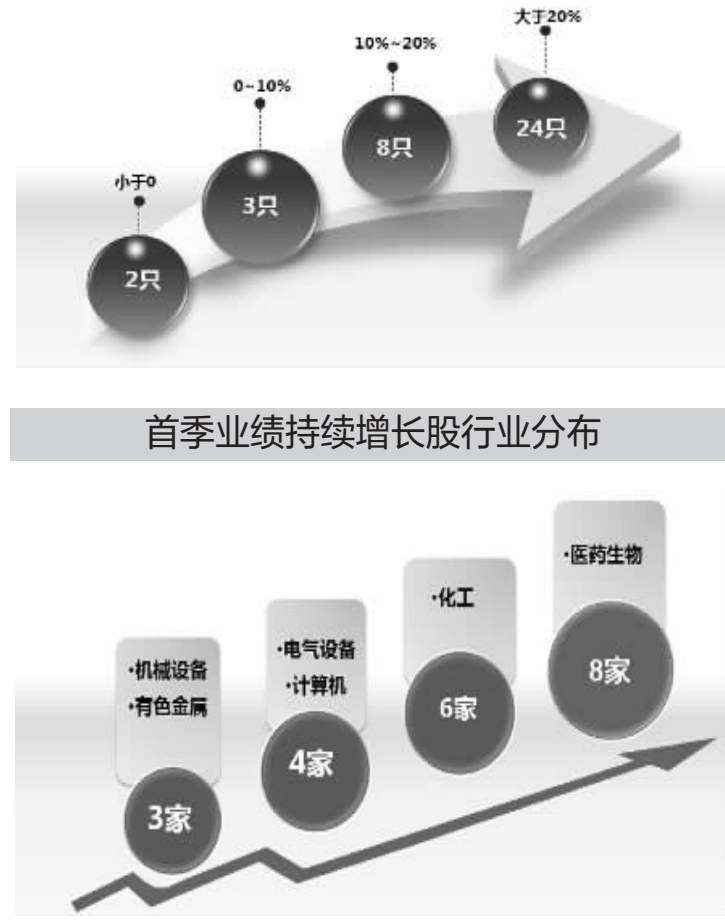 大于20%
10%~20%
0~10%
小于0
24只
8只
3只
2只
首季业绩持续增长股行业分布
·医药生物
8家
·化工
6家
·电气设备
·计算机
4家
·机械设备
·有色金属
3家